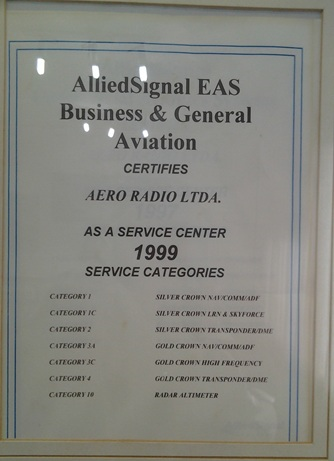 AlliedSignal EAS
Business & General
Aviation
CERTIFIES
AERO RADIO LTDA.
AS A SERVICE CENTER
1999
SERVICE CATEGORIES
CATEGORY 1 SILVER CROWN NAV/COMM/ADF
CATEGORY 1C SILVER CROWN LRN & SKYFORCE
CATEGORY 2 SILVER CROWN TRANSPONDER/DME
CATEGORY 3A GOLD CROWN NAV/COMM/ADF
CATEGORY 3C GOLD CROWN HIGH FREQUENCY
CATEGORY 4 GOLD CROWN TRANSPONDER/DME
CATEGORY 10 RADAR ALTIMETER